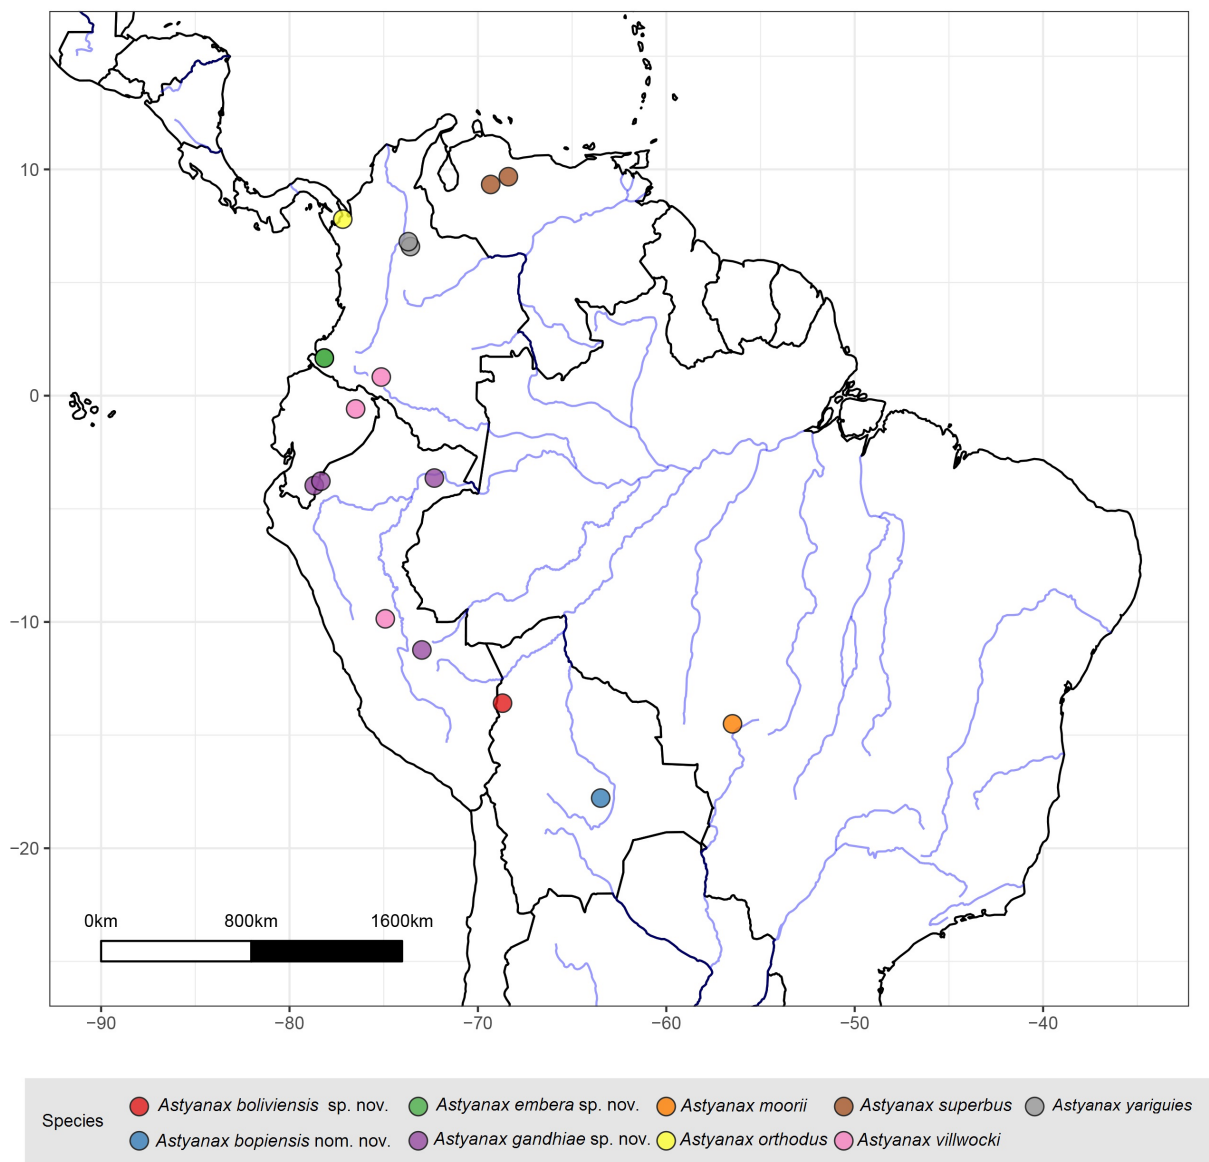 10
0
−10
−20
0km 800km 1600km
−90 −80 −70 −60 −50 −40
Species
Astyanax boliviensis sp. nov. Astyanax embera sp. nov. Astyanax moorii Astyanax superbus Astyanax yariguies
Astyanax bopiensis nom. nov. Astyanax gandhiae sp. nov. Astyanax orthodus Astyanax villwocki